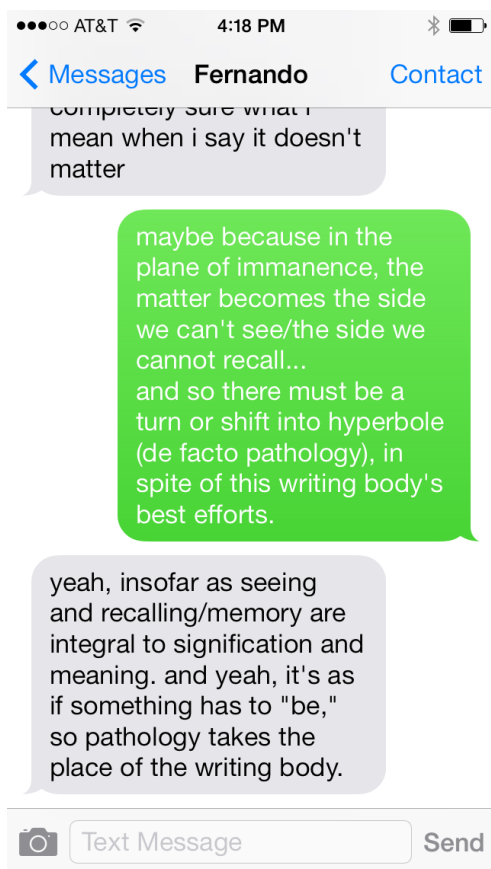 AT&T 4:18 PM
Messages Fernando Contact
completely sure what i
mean when i say it doesn't
matter
maybe because in the
plane of immanence, the
matter becomes the side
we can't see/the side we
cannot recall...
and so there must be a
turn or shift into hyperbole
(de facto pathology), in
spite of this writing body's
best efforts.
yeah, insofar as seeing
and recalling/memory are
integral to signification and
meaning. and yeah, it's as
if something has to "be,"
so pathology takes the
place of the writing body.
Text Message Send